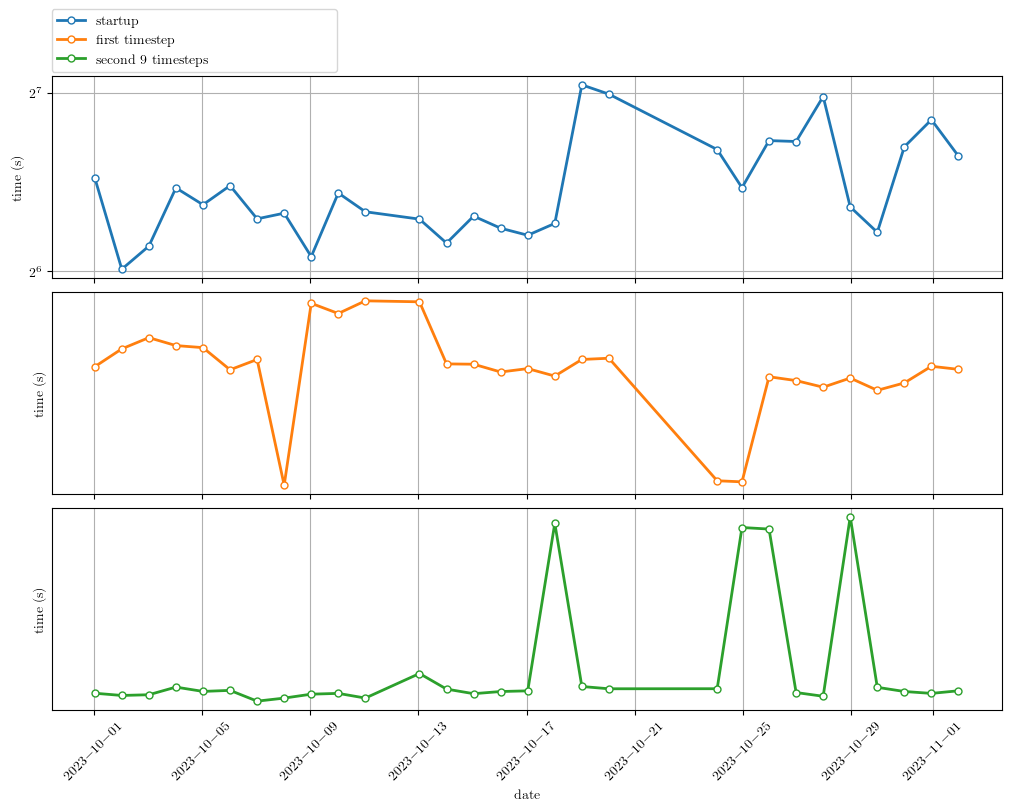 startup
first timestep
second 9 timesteps
2^7
time (s)
2^6
time (s)
time (s)
2023−10−01
2023−10−05
2023−10−09
2023−10−13
2023−10−17
2023−10−21
2023−10−25
2023−10−29
2023−11−01
date